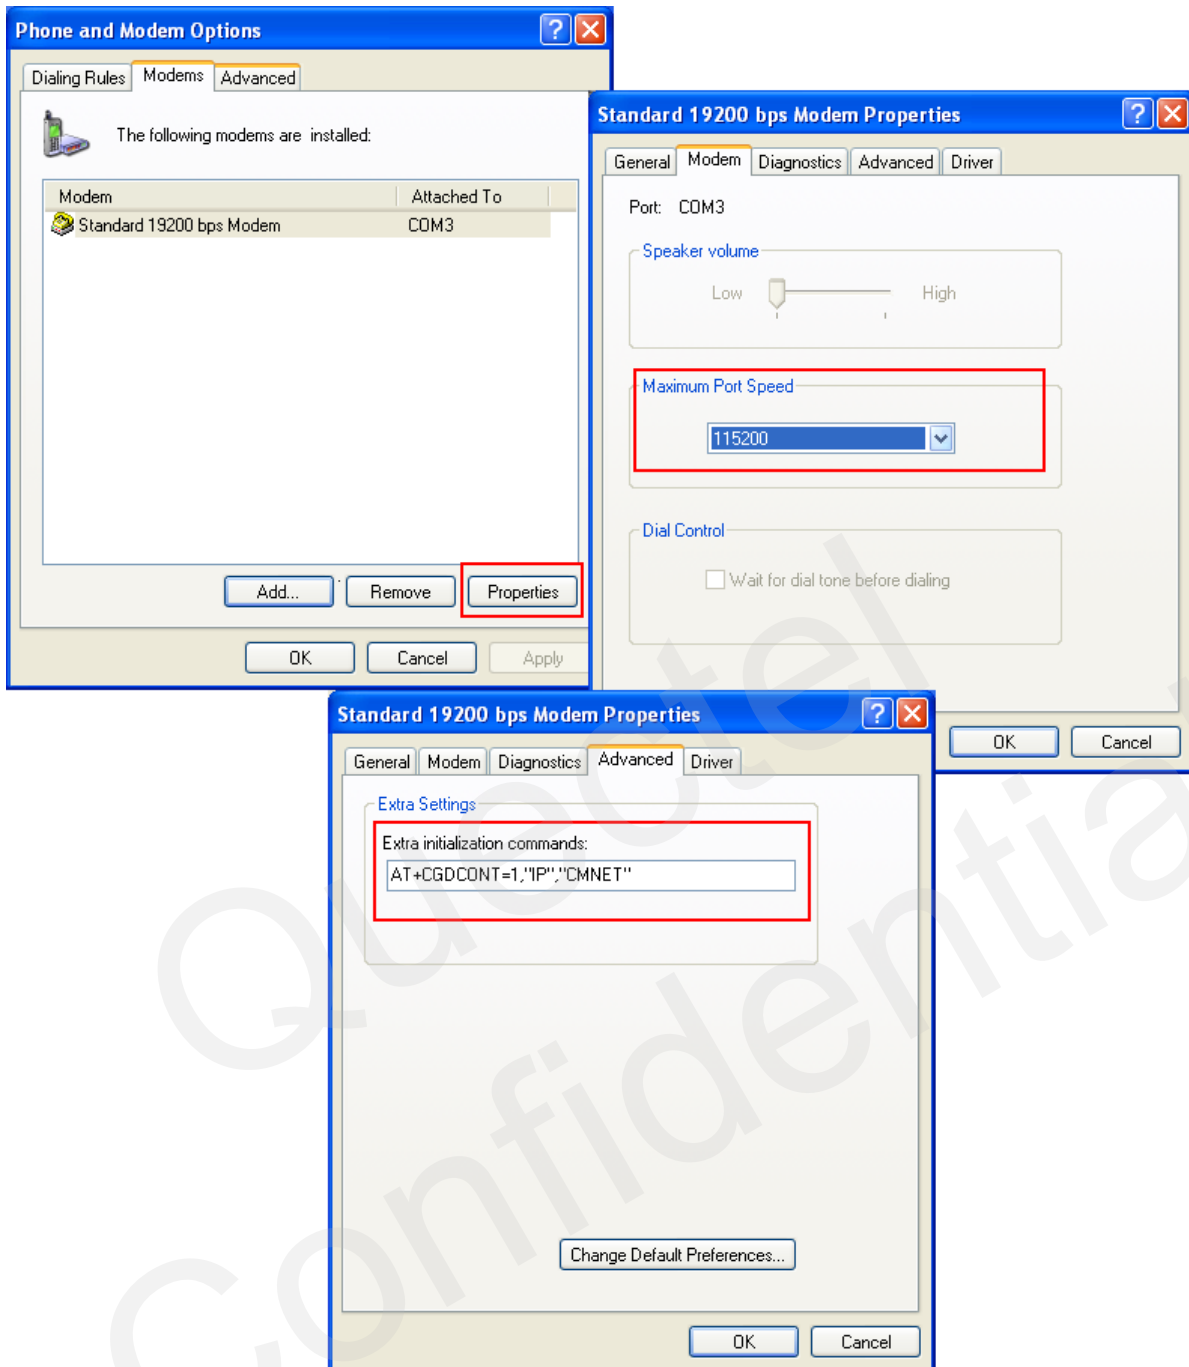 Phone and Modem Options
Dialing Rules Modems Advanced
The following modems are installed:
Modem Attached To
Standard 19200 bps Modem COM3
Add... Remove Properties
OK Cancel Apply
Standard 19200 bps Modem Properties
General Modem Diagnostics Advanced Driver
Port: COM3
Speaker volume
Low High
Maximum Port Speed
115200
Dial Control
Wait for dial tone before dialing
OK Cancel
Standard 19200 bps Modem Properties
General Modem Diagnostics Advanced Driver
Extra Settings
Extra initialization commands:
AT+CGDCONT=1,"IP","CMNET"
Change Default Preferences...
OK Cancel
Quectel
Confidential